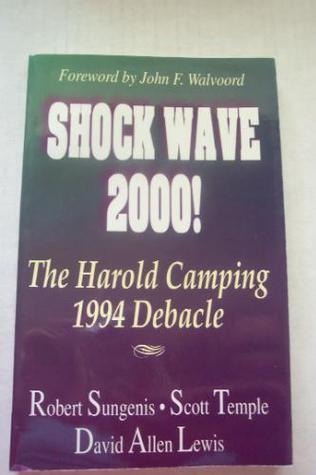 Foreword by John F. Walvoord
SHOCK WAVE
2000!
The Harold Camping
1994 Debacle
Robert Sungenis • Scott Temple
David Allen Lewis